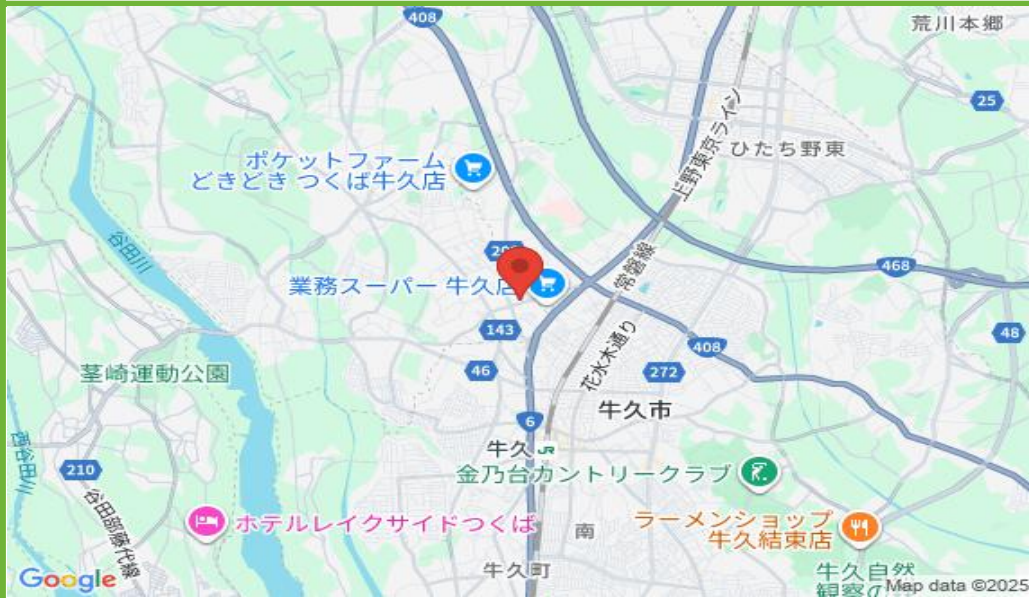 408
荒川本郷
25
ひたち野東
上野東京ライン
ポケットファーム
どきどき つくば牛久店
谷田川
468
常磐線
業務スーパー 牛久店
143
48
408
花水木通り
46
272
茎崎運動公園
牛久市
6
牛久
JR
210
西谷田川
金乃台カントリークラブ
谷田部藤代線
ホテルレイクサイドつくば
南
ラーメンショップ
牛久結束店
牛久町
牛久自然
Google
Map data ©2025